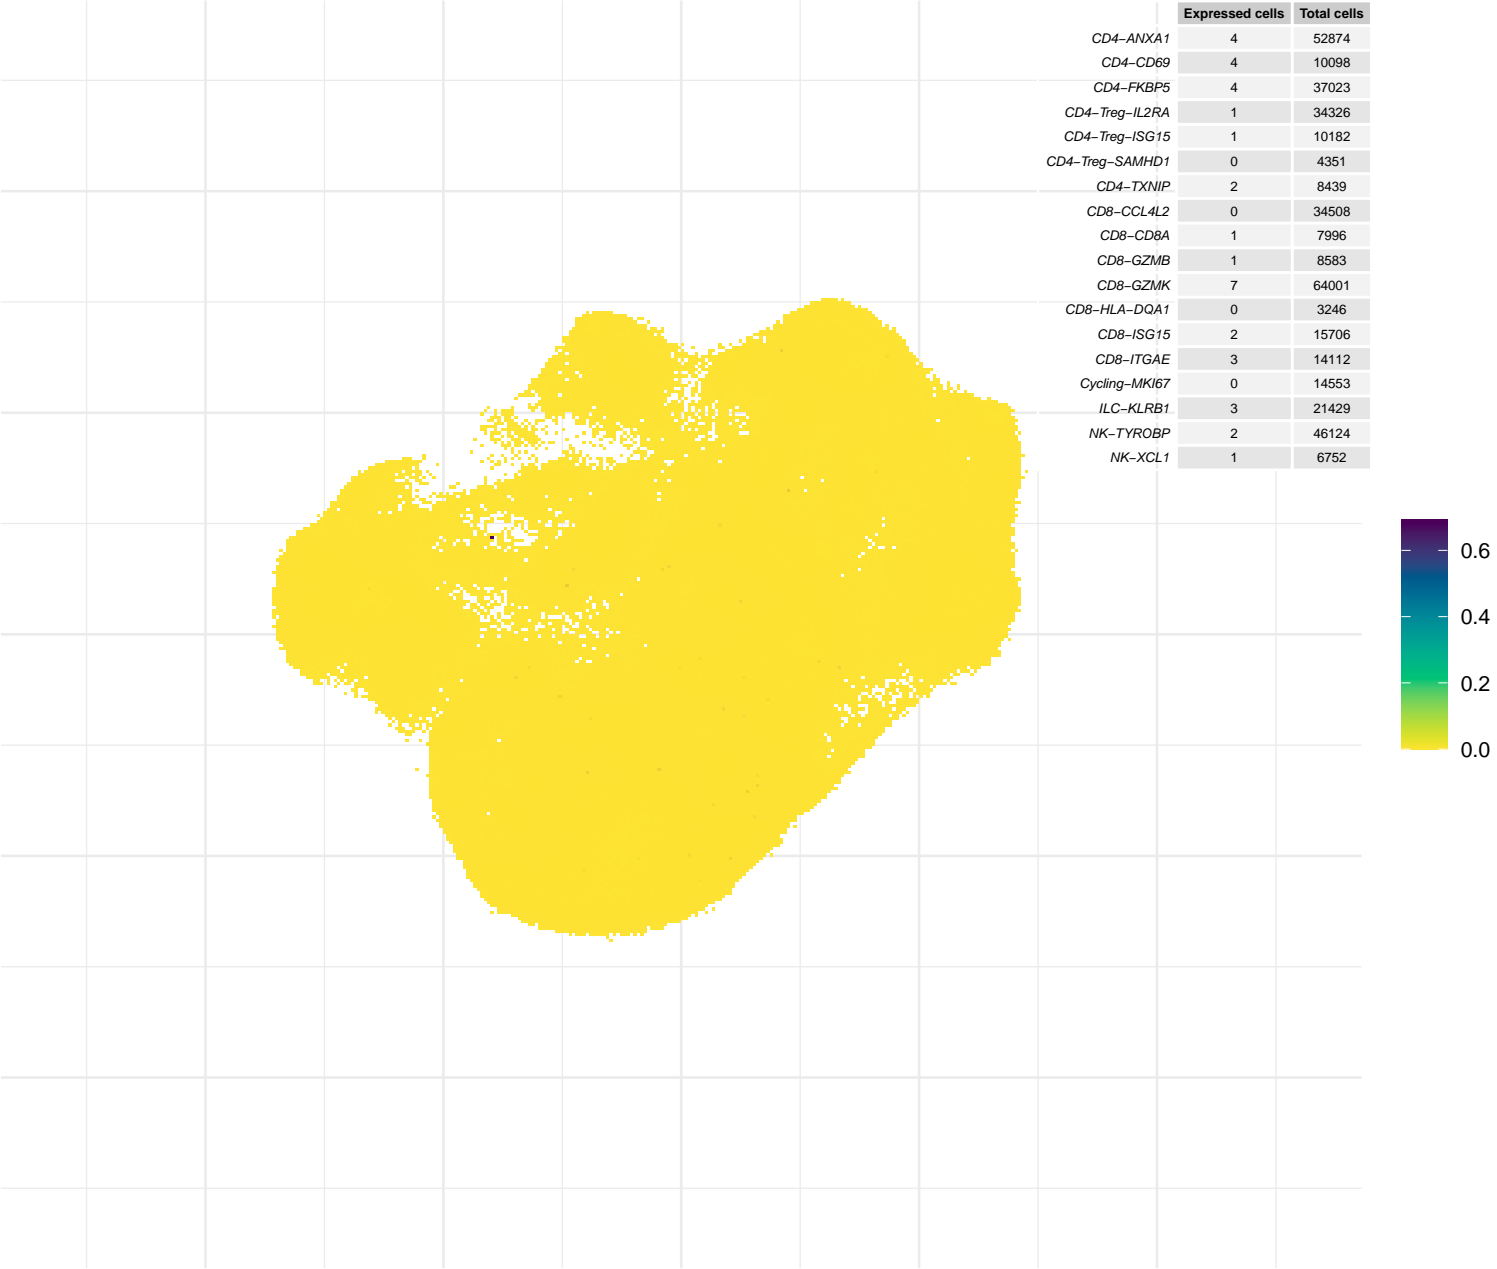 Expressed cells Total cells
CD4−ANXA1 4 52874
CD4−CD69 4 10098
CD4−FKBP5 4 37023
CD4−Treg−IL2RA 1 34326
CD4−Treg−ISG15 1 10182
CD4−Treg−SAMHD1 0 4351
CD4−TXNIP 2 8439
CD8−CCL4L2 0 34508
CD8−CD8A 1 7996
CD8−GZMB 1 8583
CD8−GZMK 7 64001
CD8−HLA−DQA1 0 3246
CD8−ISG15 2 15706
CD8−ITGAE 3 14112
Cycling−MKI67 0 14553
ILC−KLRB1 3 21429
NK−TYROBP 2 46124
NK−XCL1 1 6752
0.6
0.4
0.2
0.0